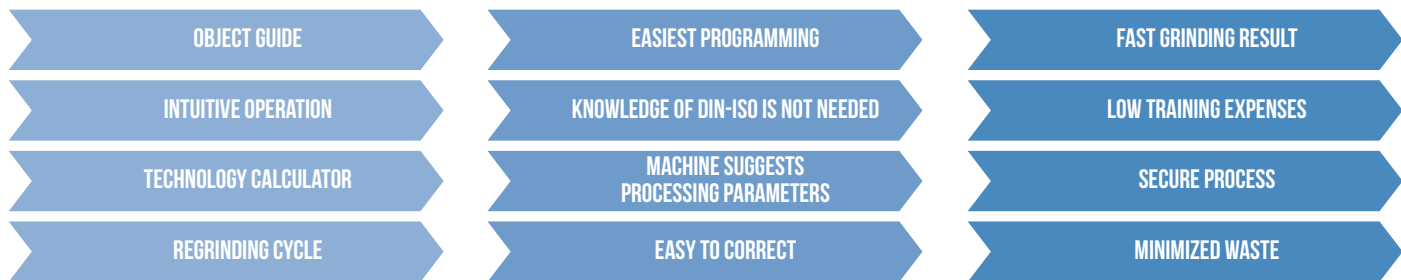 OBJECT GUIDE
EASIEST PROGRAMMING
FAST GRINDING RESULT
INTUITIVE OPERATION
KNOWLEDGE OF DIN-ISO IS NOT NEEDED
LOW TRAINING EXPENSES
TECHNOLOGY CALCULATOR
MACHINE SUGGESTS
PROCESSING PARAMETERS
SECURE PROCESS
REGRINDING CYCLE
EASY TO CORRECT
MINIMIZED WASTE